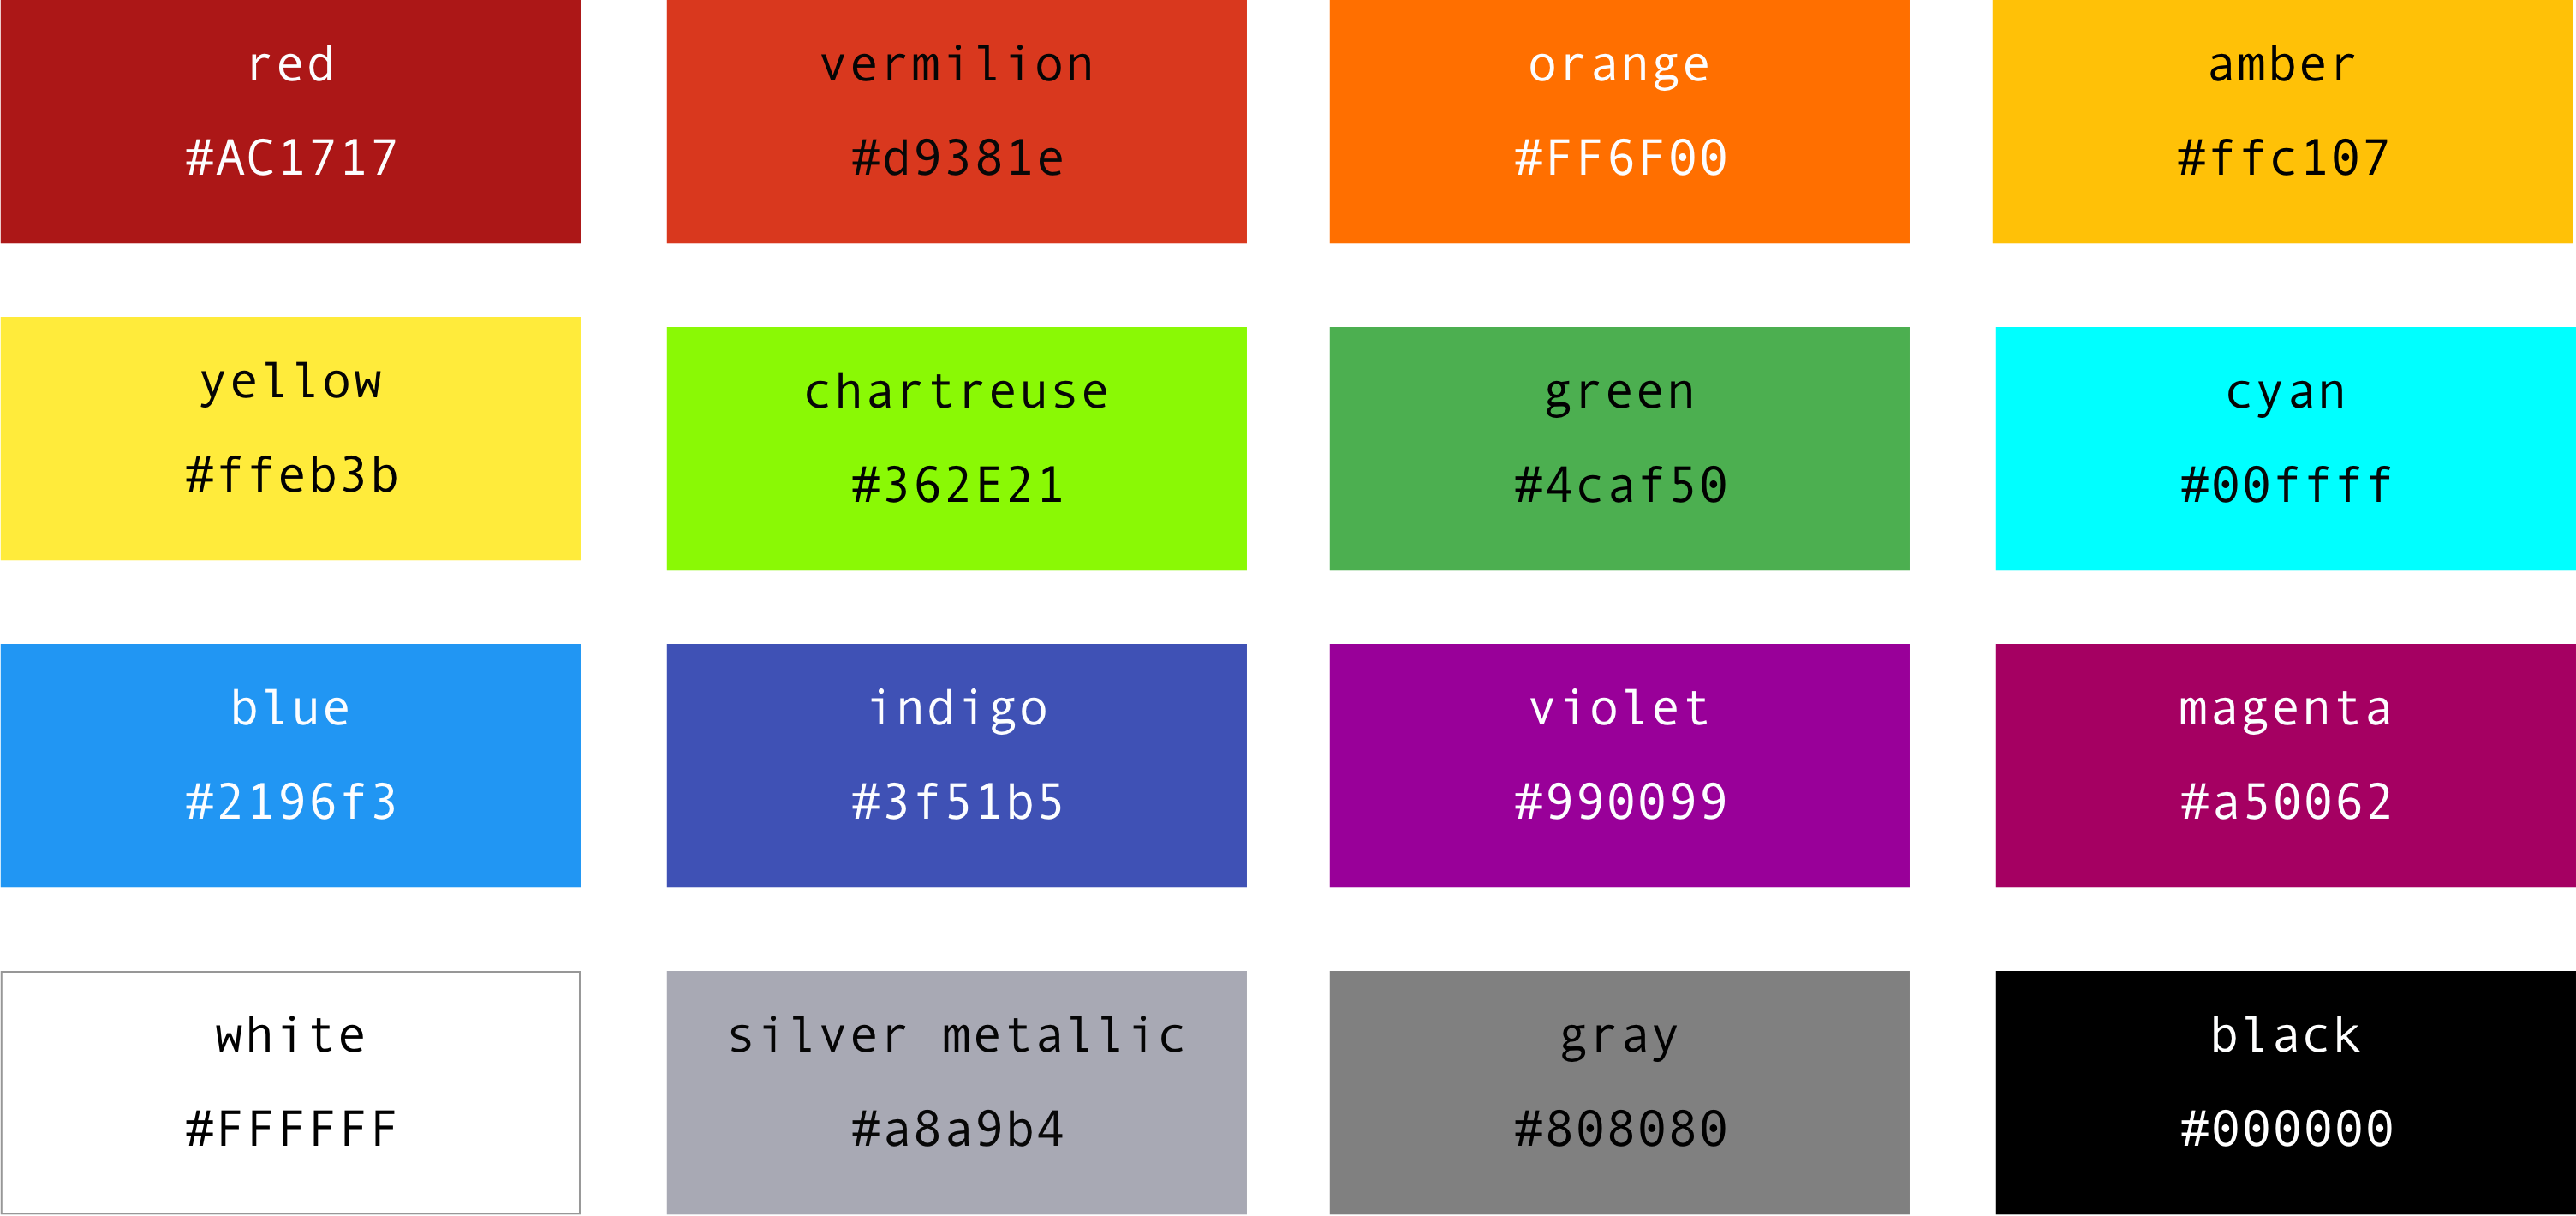 red
#AC1717
vermilion
#d9381e
orange
#FF6F00
amber
#ffc107
yellow
#ffeb3b
chartreuse
#362E21
green
#4caf50
cyan
#00ffff
blue
#2196f3
indigo
#3f51b5
violet
#990099
magenta
#a50062
white
#FFFFFF
silver metallic
#a8a9b4
gray
#808080
black
#000000